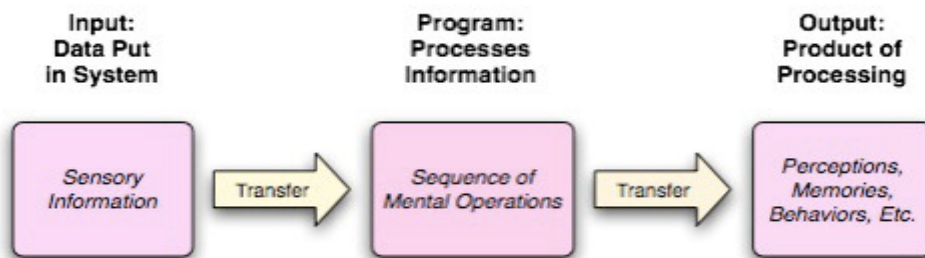 Input:
Data Put
in System
Program:
Processes
Information
Output:
Product of
Processing
Sensory
Information
Transfer
Sequence of
Mental Operations
Transfer
Perceptions,
Memories,
Behaviors, Etc.